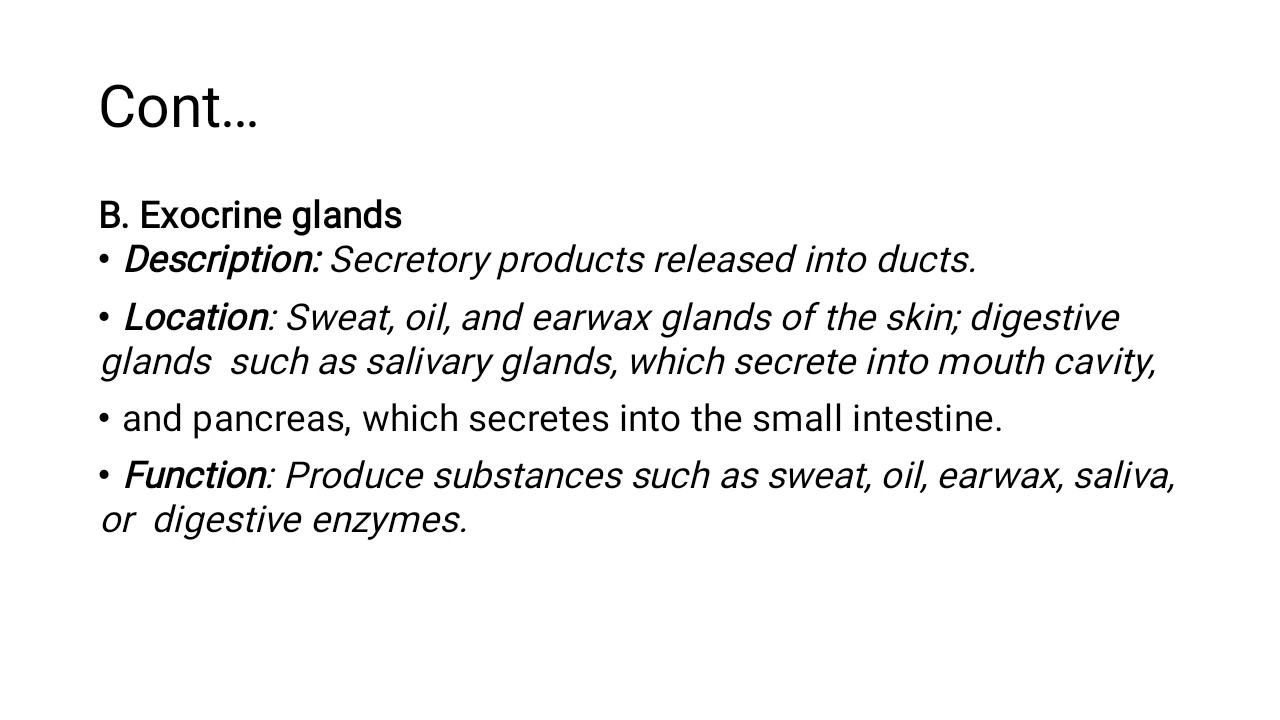 Cont...
B. Exocrine glands
• Description: Secretory products released into ducts.
• Location: Sweat, oil, and earwax glands of the skin; digestive
glands  such as salivary glands, which secrete into mouth cavity,
• and pancreas, which secretes into the small intestine.
• Function: Produce substances such as sweat, oil, earwax, saliva,
or  digestive enzymes.